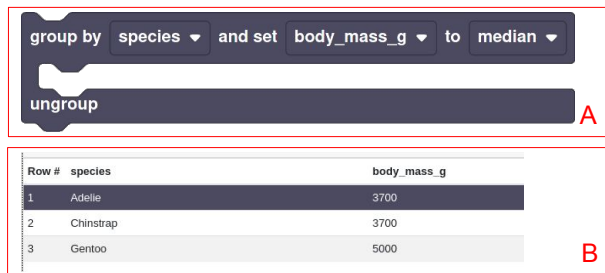 group by species and set body_mass_g to median
ungroup
A
Row # species body_mass_g
1 Adelie 3700
2 Chinstrap 3700
3 Gentoo 5000
B